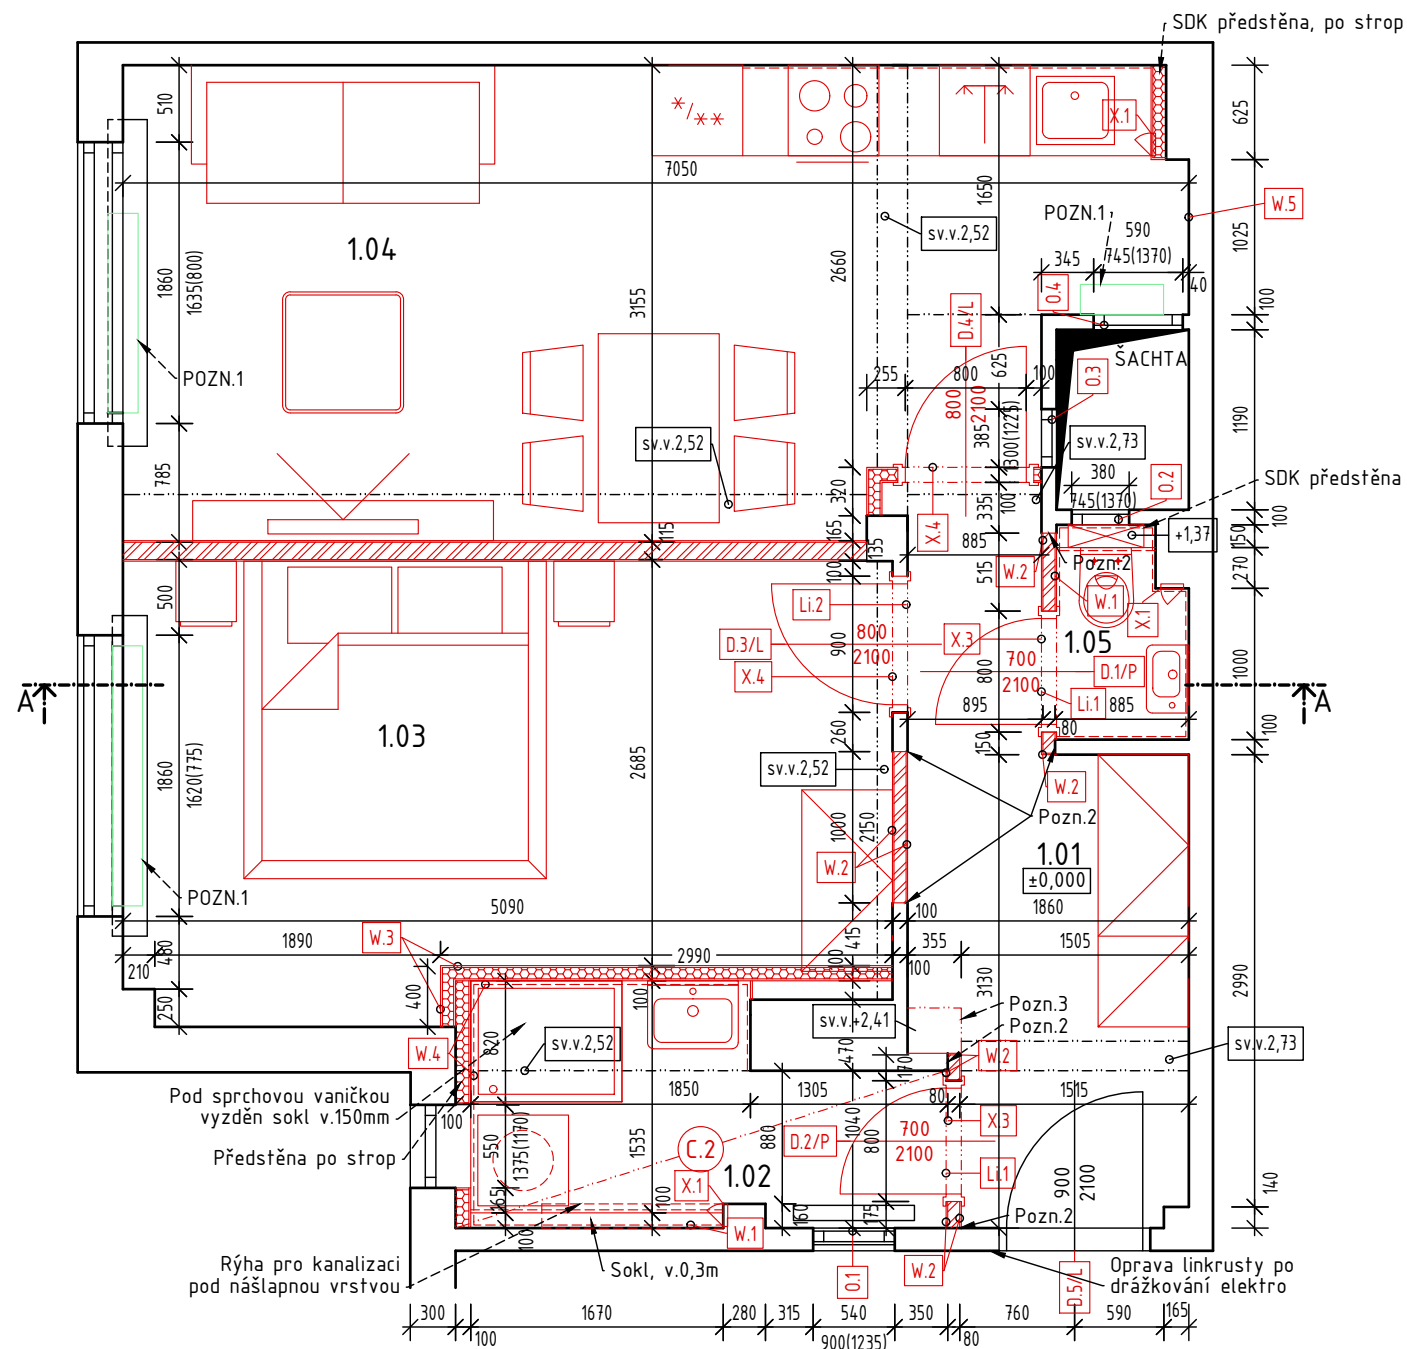 SDK předstěna, po strop
510
*/**
X.1
625
7050
1650
W.5
POZN.1
590
1.04
sv.v.2,52
1025
1860
1635(800)
2660
345
745(1370)
40
O.4
100
3155
D.4/L
POZN.1
ŠACHTA
255
800
625
100
O.3
800
2100
385
1300(1225)
1190
sv.v.2,52
sv.v.2,73
785
380
SDK předstěna
320
335
100
745(1370)
O.2
100
115
165
135
X.4
885
+1,37
150
100
W.2
Pozn.2
270
500
515
Li.2
W.1
X.1
900
D.3/L
800
2100
X.3
1.05
X.4
800
700
2100
D.1/P
1000
A
Li.1
A
895
885
80
1.03
260
150
100
1860
1620(775)
2685
sv.v.2,52
W.2
1000
2150
Pozn.2
W.2
1.01
±0,000
POZN.1
5090
100
1860
1890
W.3
2990
415
355
1505
480
210
100
100
250
400
100
3130
2990
Pozn.3
sv.v.+2,41
Pozn.2
W.4
820
sv.v.2,52
470
170
W.2
sv.v.2,73
Pod sprchovou vaničkou
vyzděn sokl v.150mm
100
1850
1305
80
1515
Předstěna po strop
550
1375(1170)
1535
880
D.2/P
1040
800
700
2100
X.3
C.2
1.02
X.1
Li.1
900
2100
140
165
100
160
175
Pozn.2
100
W.1
Rýha pro kanalizaci
pod nášlapnou vrstvou
Sokl, v.0,3m
O.1
W.2
D.5/L
Oprava linkrusty po
drážkování elektro
300
1670
280
315
540
350
760
590
165
100
900(1235)
80